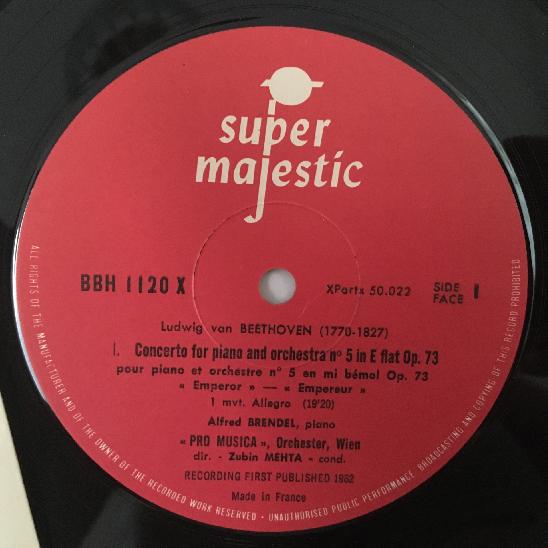 super
majestic
BBH 1120 X
XPartx 50.022
SIDE
FACE 1
Ludwig van BEETHOVEN (1770-1827)
1. Concerto for piano and orchestra nº 5 in E flat Op. 73
pour piano et orchestre nº 5 en mi bémol Op. 73
« Emperor » — « Empereur »
1 mvt. Allegro (19'20)
Alfred BRENDEL, piano
« PRO MUSICA », Orchester, Wien
dir. - Zubin MEHTA - cond.
RECORDING FIRST PUBLISHED 1962
Made in France
ALL RIGHTS OF THE MANUFACTURER AND OF THE OWNER OF THE RECORDED WORK RESERVED • UNAUTHORISED PUBLIC PERFORMANCE, BROADCASTING AND COPYING OF THIS RECORD PROHIBITED